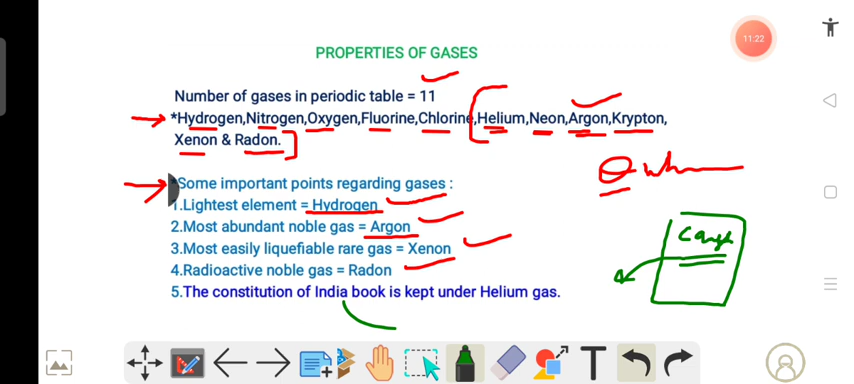 11:22
PROPERTIES OF GASES
Number of gases in periodic table = 11
*Hydrogen,Nitrogen,Oxygen,Fluorine,Chlorine,Helium,Neon,Argon,Krypton,
Xenon & Radon.
*Some important points regarding gases :
1.Lightest element = Hydrogen
2.Most abundant noble gas = Argon
3.Most easily liquefiable rare gas = Xenon
4.Radioactive noble gas = Radon
5.The constitution of India book is kept under Helium gas.
T